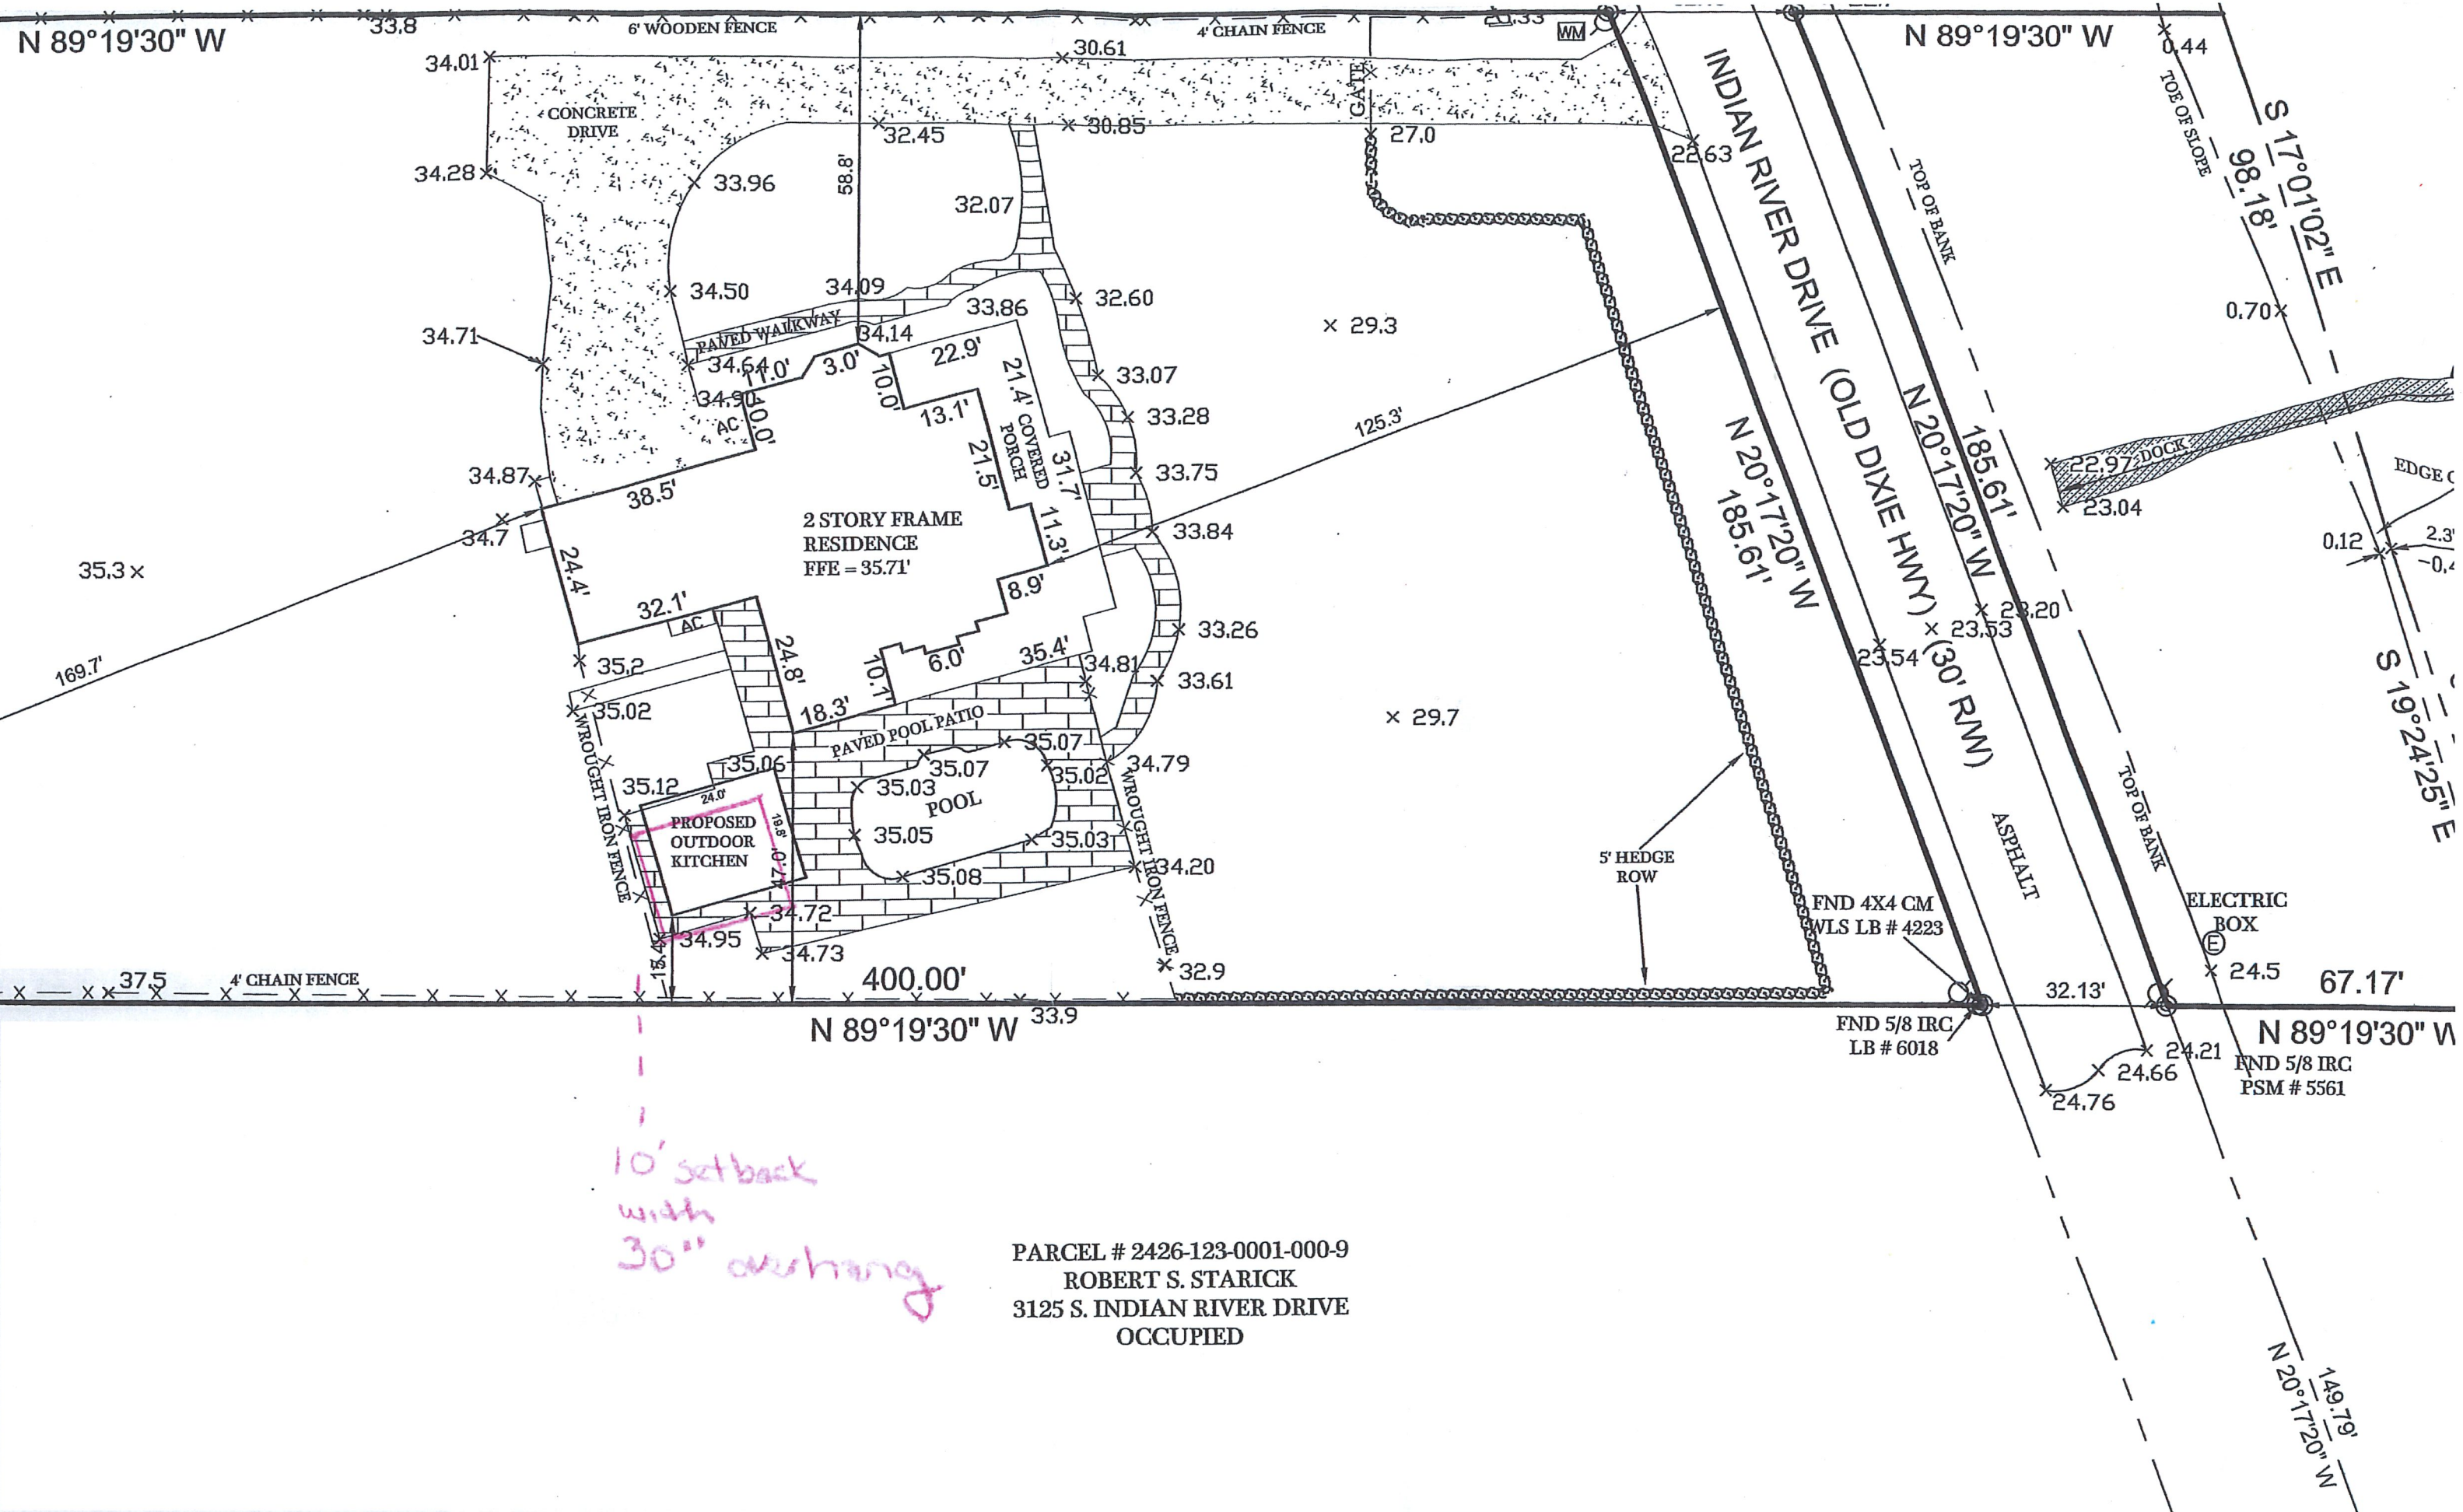 N 89°19'30" W
33.8
6' WOODEN FENCE
4' CHAIN FENCE
WM
N 89°19'30" W
0.44
34.01
30.61
GATE
CONCRETE
DRIVE
32.45
30.85
27.0
22.63
INDIAN RIVER DRIVE (OLD DIXIE HWY) (30' R/W)
TOP OF BANK
TOE OF SLOPE
S 17°01'02" E
98.18'
34.28
33.96
58.8'
32.07
34.50
34.09
33.86
32.60
29.3
0.70
34.71
PAVED WALKWAY
34.14
34.64
11.0'
3.0'
10.0'
22.9'
21.4'
COVERED
PORCH
33.07
34.90
10.0'
AC
13.1'
33.28
125.3'
N 20°17'20" W
185.61'
N 20°17'20" W
185.61'
22.97
DOCK
23.04
34.87
38.5'
21.5'
31.7'
33.75
34.7
2 STORY FRAME
RESIDENCE
FFE = 35.71'
11.3'
33.84
0.12
2.3'
35.3
24.4'
32.1'
AC
8.9'
23.20
23.53
23.54
33.26
169.7'
35.2
24.8'
10.1'
6.0'
35.4'
34.81
33.61
S 19°24'25" E
35.02
18.3'
PAVED POOL PATIO
29.7
WROUGHT IRON FENCE
35.06
35.07
35.07
35.02
34.79
WROUGHT IRON FENCE
TOP OF BANK
35.12
24.0'
35.03
POOL
PROPOSED
OUTDOOR
KITCHEN
19.8'
47.0'
35.05
35.03
34.20
35.08
5' HEDGE
ROW
ASPHALT
FND 4X4 CM
WLS LB # 4223
ELECTRIC
BOX
E
34.72
34.95
34.73
32.9
24.5
37.5
4' CHAIN FENCE
400.00'
32.13'
67.17'
N 89°19'30" W
33.9
FND 5/8 IRC
LB # 6018
N 89°19'30" W
24.21
24.66
24.76
FND 5/8 IRC
PSM # 5561
10' setback
with
30" overhang
PARCEL # 2426-123-0001-000-9
ROBERT S. STARICK
3125 S. INDIAN RIVER DRIVE
OCCUPIED
149.79'
N 20°17'20" W